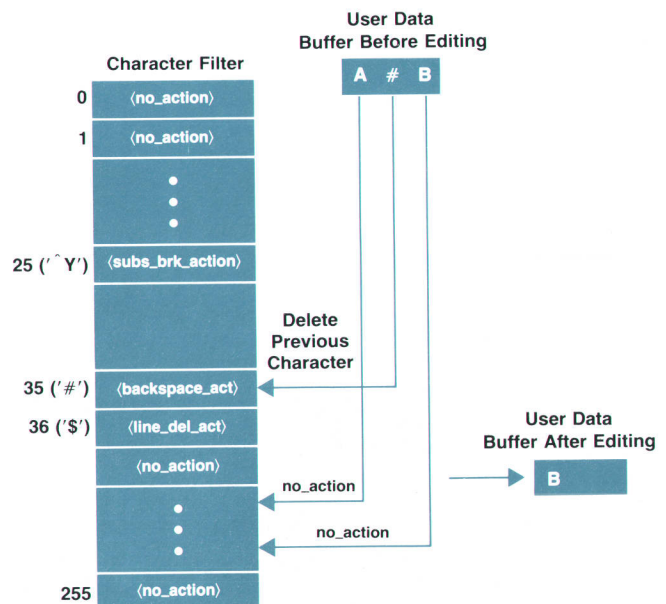 User Data
Buffer Before Editing
A # B
Character Filter
0 ⟨no_action⟩
1 ⟨no_action⟩
25 ('^Y') ⟨subs_brk_action⟩
Delete
Previous
Character
35 ('#') ⟨backspace_act⟩
36 ('$') ⟨line_del_act⟩
⟨no_action⟩
User Data
Buffer After Editing
B
no_action
no_action
255 ⟨no_action⟩